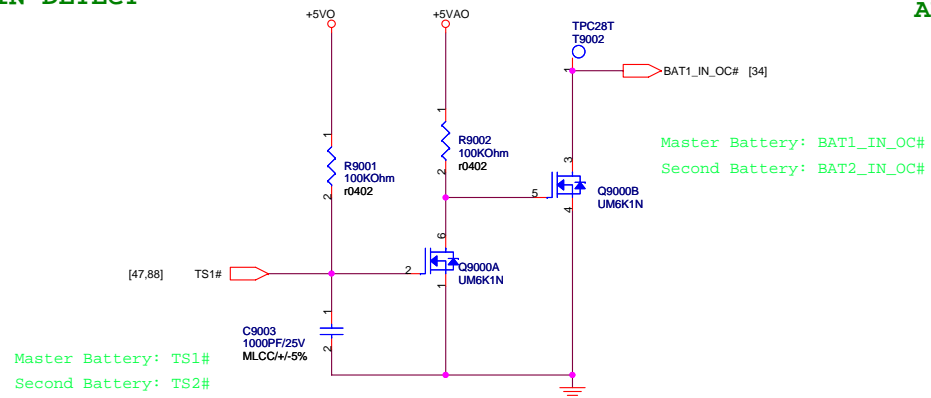 IN DETECT
A
+5VO
+5VAO
TPC28T
T9002
1
BAT1_IN_OC# [34]
1
1
R9001
100KOhm
r0402
2
R9002
100KOhm
r0402
2
Master Battery: BAT1_IN_OC#
Second Battery: BAT2_IN_OC#
3
5
4
Q9000B
UM6K1N
6
[47,88] TS1#
2
1
Q9000A
UM6K1N
1
C9003
1000PF/25V
MLCC/+/-5%
2
Master Battery: TS1#
Second Battery: TS2#